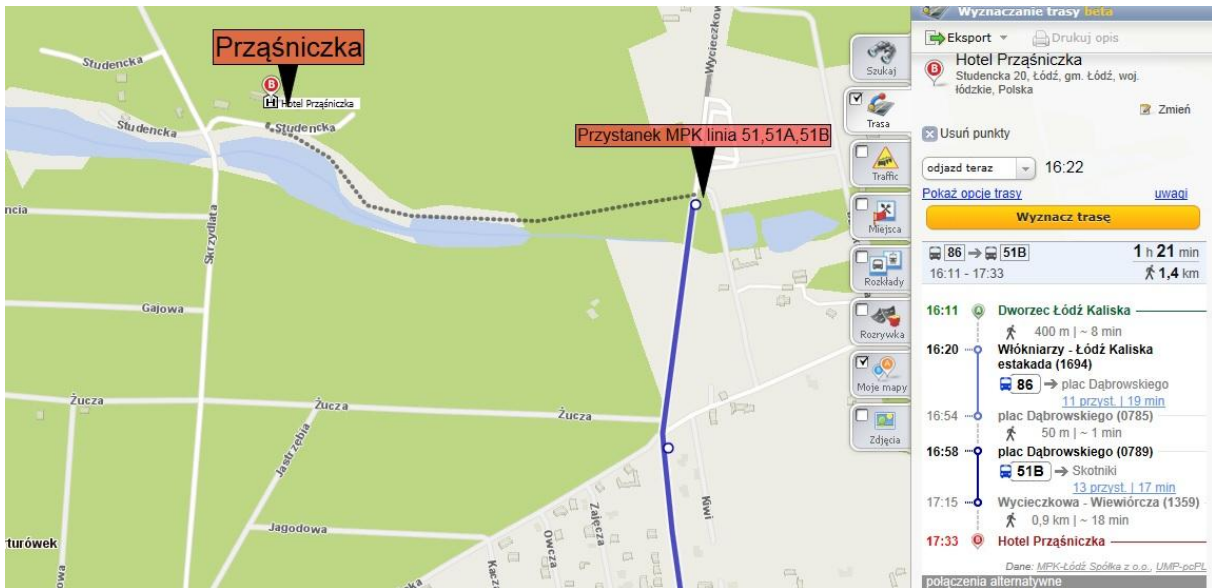 Prząśniczka
Studencka
Hotel Prząśniczka
Studencka
Studencka
Przystanek MPK linia 51,51A,51B
Skrzydlata
Gajowa
Żucza
Żucza
Żucza
Jastrzębia
Jagodowa
Zajęcza
Owcza
Kiwi
Szukaj
Trasa
Traffic
Miejsca
Rozkłady
Rozrywka
Moje mapy
Zdjęcia
Wyznaczanie trasy beta
Eksport
Drukuj opis
B
Hotel Prząśniczka
Studencka 20, Łódź, gm. Łódź, woj.
łódzkie, Polska
Zmień
Usuń punkty
odjazd teraz 16:22
Pokaż opcje trasy uwagi
Wyznacz trasę
86 → 51B 1 h 21 min
16:11 - 17:33 1,4 km
16:11 A Dworzec Łódź Kaliska
400 m | ~ 8 min
16:20 Włókniarzy - Łódź Kaliska
estakada (1694)
86 → plac Dąbrowskiego
11 przyst. | 19 min
16:54 plac Dąbrowskiego (0785)
50 m | ~ 1 min
16:58 plac Dąbrowskiego (0789)
51B → Skotniki
13 przyst. | 17 min
17:15 Wycieczkowa - Wiewiórcza (1359)
0,9 km | ~ 18 min
17:33 B Hotel Prząśniczka
Dane: MPK-Łódź Spółka z o.o., UMP-pcPL
połączenia alternatywne